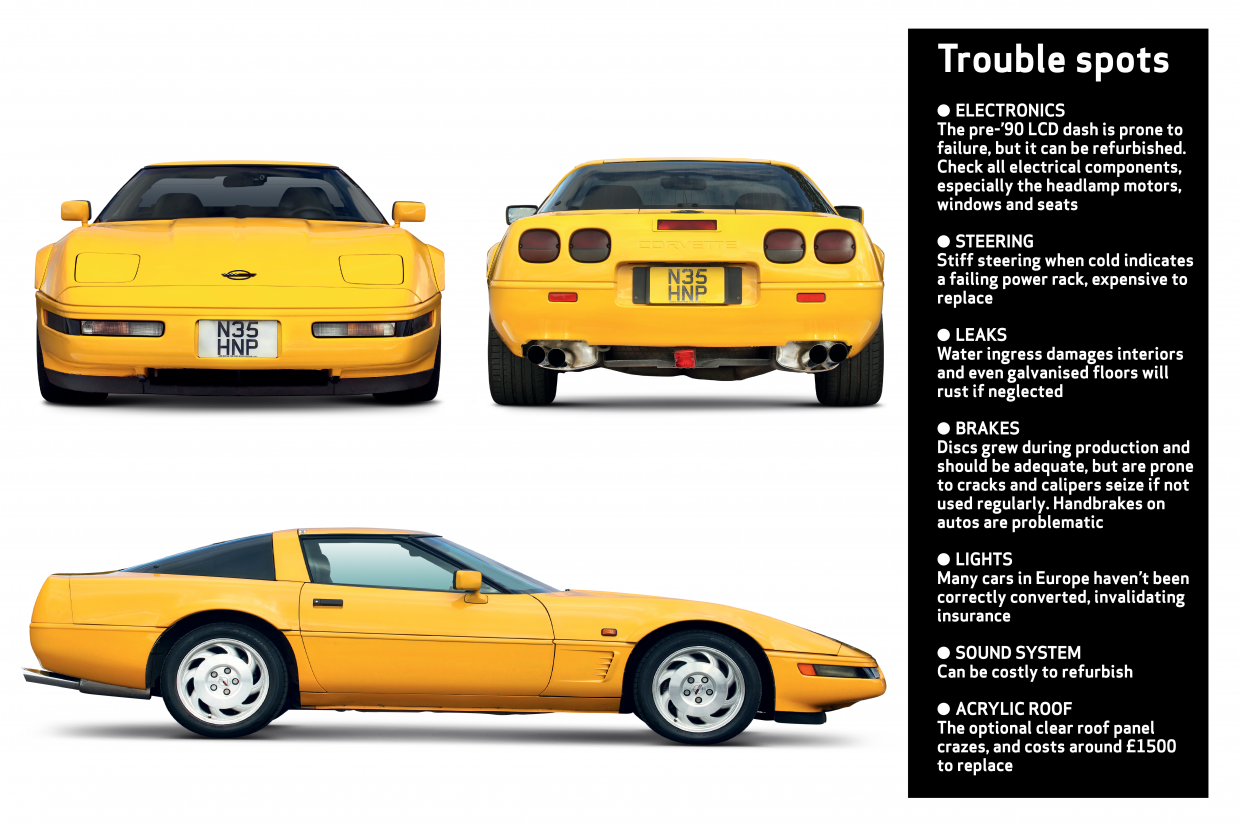 N35
HNP
CORVETTE
N35
HNP
Trouble spots
● ELECTRONICS
The pre-’90 LCD dash is prone to
failure, but it can be refurbished.
Check all electrical components,
especially the headlamp motors,
windows and seats
● STEERING
Stiff steering when cold indicates
a failing power rack, expensive to
replace
● LEAKS
Water ingress damages interiors
and even galvanised floors will
rust if neglected
● BRAKES
Discs grew during production and
should be adequate, but are prone
to cracks and calipers seize if not
used regularly. Handbrakes on
autos are problematic
● LIGHTS
Many cars in Europe haven’t been
correctly converted, invalidating
insurance
● SOUND SYSTEM
Can be costly to refurbish
● ACRYLIC ROOF
The optional clear roof panel
crazes, and costs around £1500
to replace